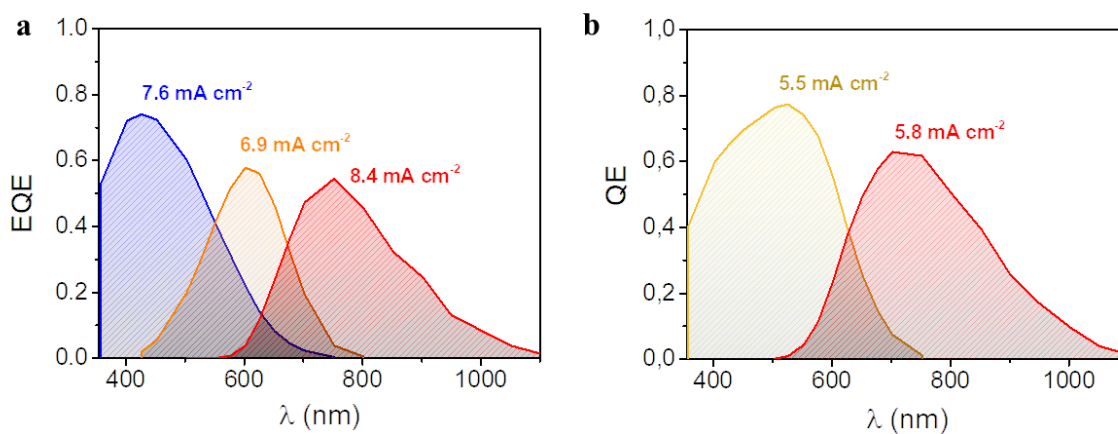 a
1.0
0.8
0.6
0.4
0.2
0.0
EQE
7.6 mA cm⁻²
6.9 mA cm⁻²
8.4 mA cm⁻²
400 600 800 1000
λ (nm)
b
1,0
0,8
0,6
0,4
0,2
0,0
QE
5.5 mA cm⁻²
5.8 mA cm⁻²
400 600 800 1000
λ (nm)